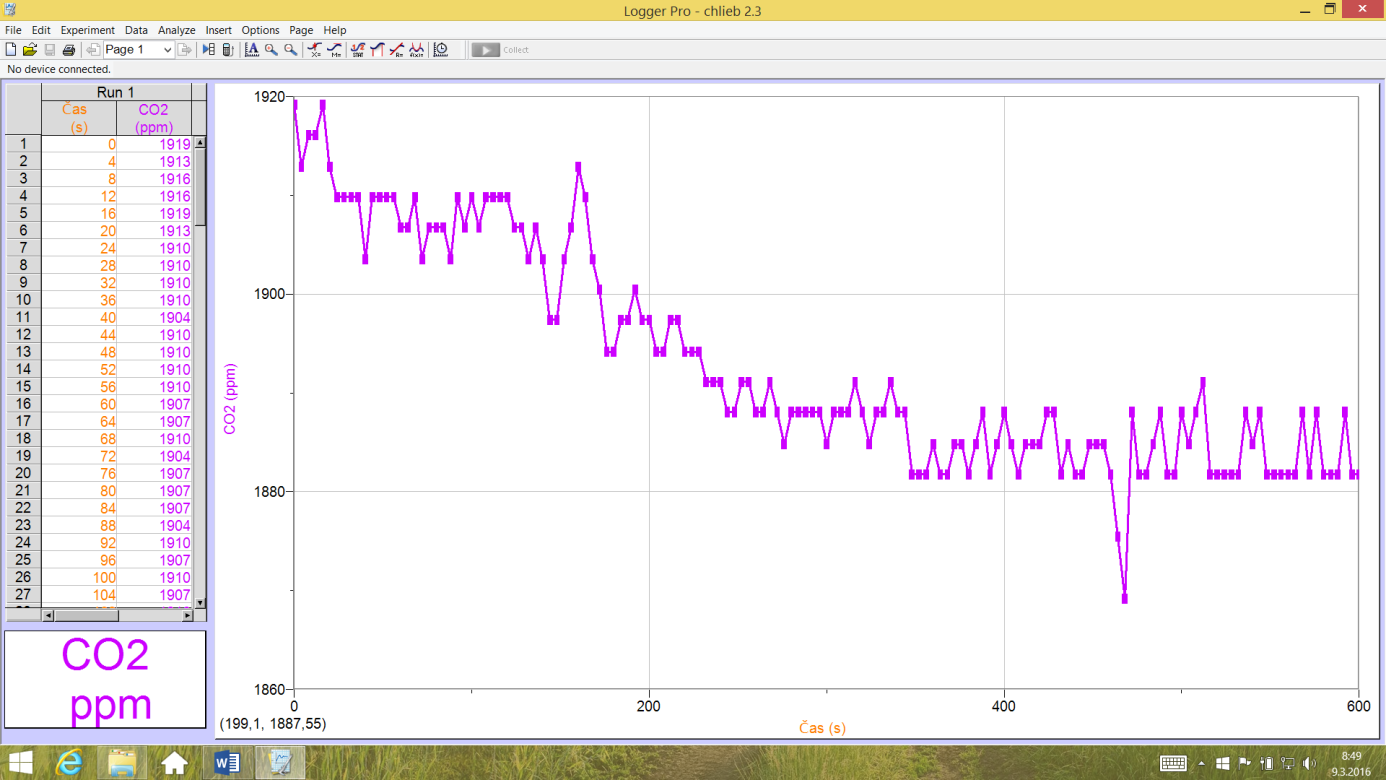 Logger Pro - chlieb 2.3
File Edit Experiment Data Analyze Insert Options Page Help
Page 1
Collect
No device connected.
Run 1
Čas CO2
(s) (ppm)
1 0 1919
2 4 1913
3 8 1916
4 12 1916
5 16 1919
6 20 1913
7 24 1910
8 28 1910
9 32 1910
10 36 1910
11 40 1904
12 44 1910
13 48 1910
14 52 1910
15 56 1910
16 60 1907
17 64 1907
18 68 1910
19 72 1904
20 76 1907
21 80 1907
22 84 1907
23 88 1904
24 92 1910
25 96 1907
26 100 1910
27 104 1907
CO2
ppm
1920
1900
1880
1860
CO2 (ppm)
0 200 400 600
(199,1, 1887,55)
Čas (s)
8:49
9.3.2016